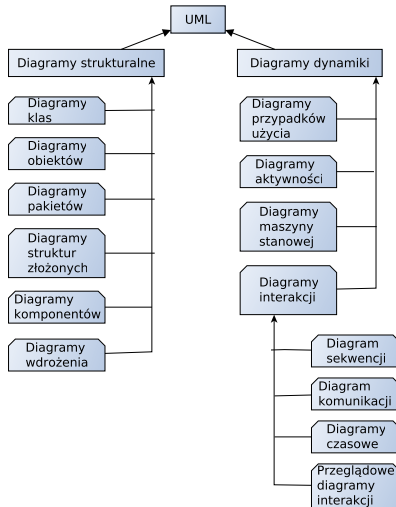 UML
Diagramy strukturalne
Diagramy
klas
Diagramy
obiektów
Diagramy
pakietów
Diagramy
struktur
złożonych
Diagramy
komponentów
Diagramy
wdrożenia
Diagramy dynamiki
Diagramy
przypadków
użycia
Diagramy
aktywności
Diagramy
maszyny
stanowej
Diagramy
interakcji
Diagram
sekwencji
Diagram
komunikacji
Diagramy
czasowe
Przeglądowe
diagramy
interakcji